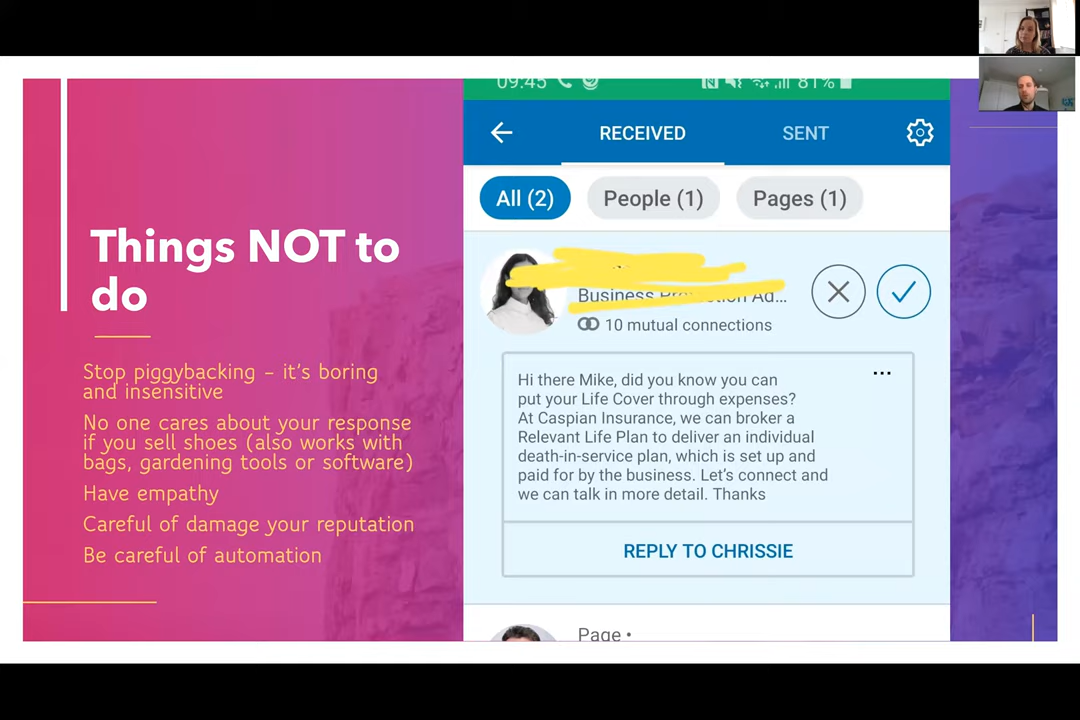 Things NOT to
do
Stop piggybacking – it's boring
and insensitive
No one cares about your response
if you sell shoes (also works with
bags, gardening tools or software)
Have empathy
Careful of damage your reputation
Be careful of automation
09:45
81%
RECEIVED
SENT
All (2)
People (1)
Pages (1)
Business Ad...
10 mutual connections
Hi there Mike, did you know you can
put your Life Cover through expenses?
At Caspian Insurance, we can broker a
Relevant Life Plan to deliver an individual
death-in-service plan, which is set up and
paid for by the business. Let's connect and
we can talk in more detail. Thanks
REPLY TO CHRISSIE
Page •